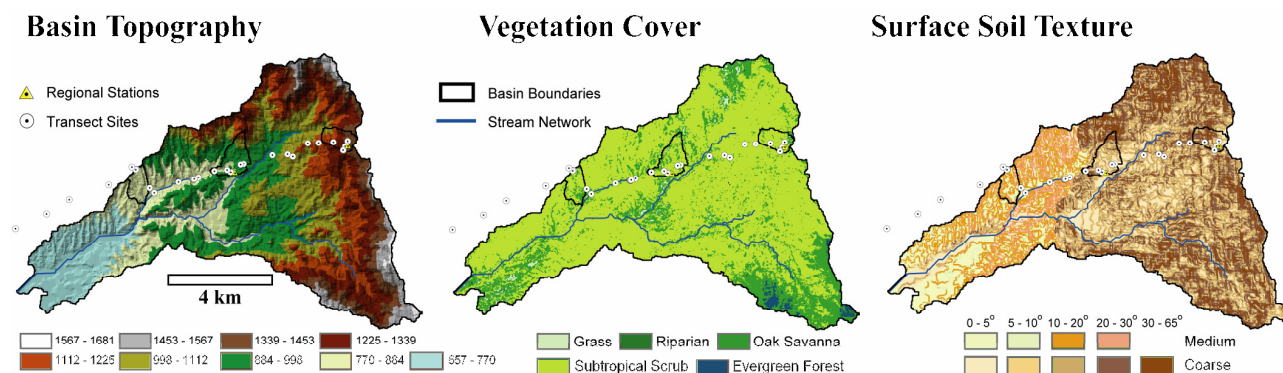 Basin Topography
Vegetation Cover
Surface Soil Texture
Regional Stations
Transect Sites
Basin Boundaries
Stream Network
4 km
1567 - 1681 1453 - 1567 1339 - 1453 1225 - 1339
1112 - 1225 998 - 1112 884 - 998 770 - 884 657 - 770
Grass Riparian Oak Savanna
Subtropical Scrub Evergreen Forest
0 - 5° 5 - 10° 10 - 20° 20 - 30° 30 - 65°
Medium
Coarse